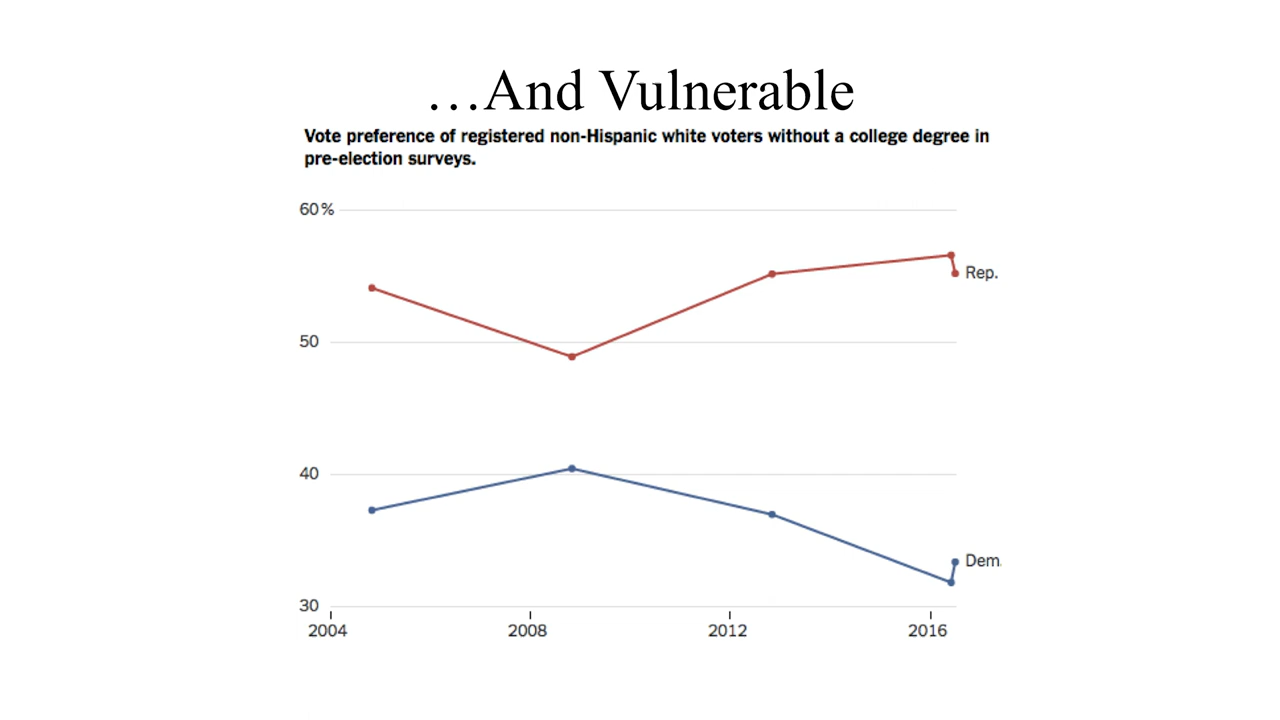 …And Vulnerable
Vote preference of registered non-Hispanic white voters without a college degree in
pre-election surveys.
60%
Rep.
50
40
Dem.
30
2004 2008 2012 2016